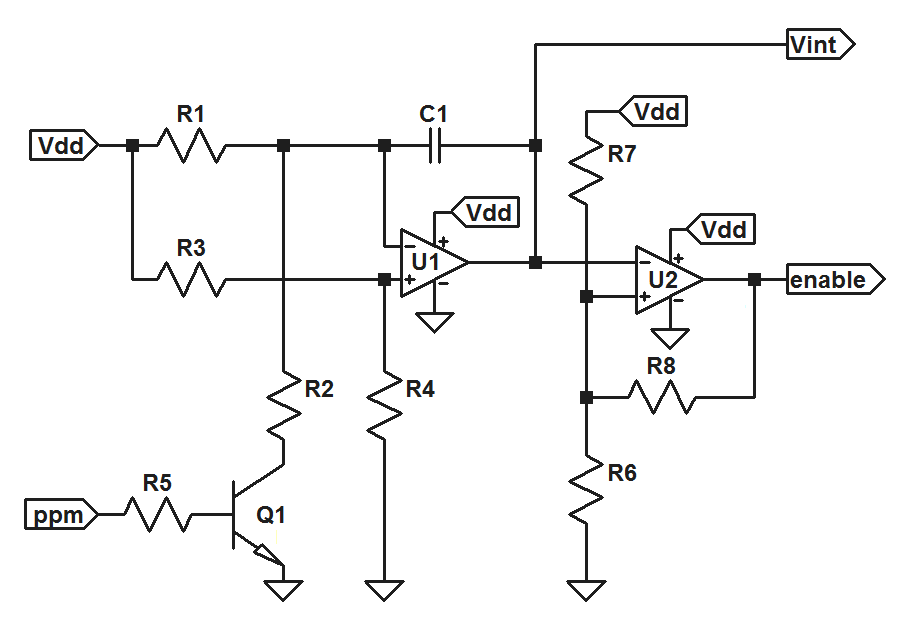 Vint
R1
C1
Vdd
Vdd
R7
Vdd
Vdd
R3
U1
U2
enable
R8
R2
R4
R5
R6
ppm
Q1
+
−
−
+
+
−
−
+